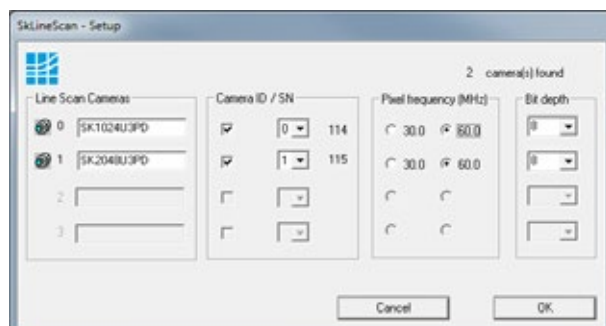 SkLineScan - Setup
2 camera(s) found
Line Scan Cameras
Camera ID / SN
Pixel frequency (MHz)
Bit depth
0 SK1024U3PD 0 114 30.0 60.0 8
1 SK2048U3PD 1 115 30.0 60.0 8
2
3
Cancel
OK